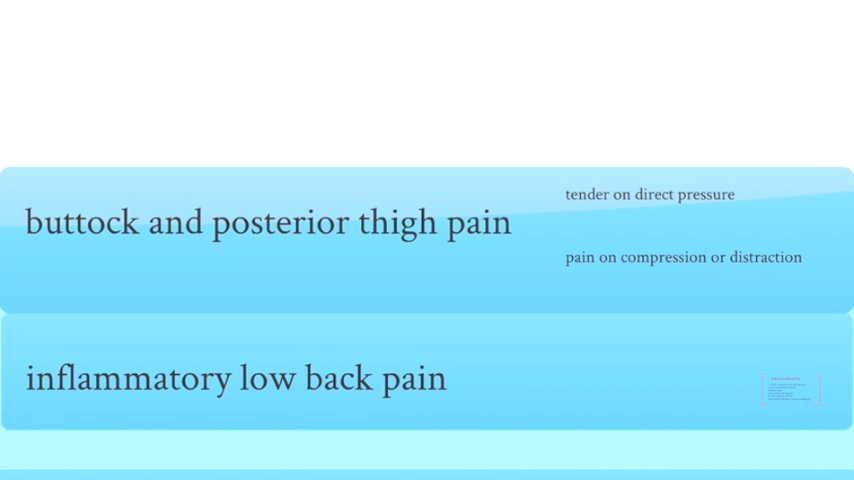 buttock and posterior thigh pain
tender on direct pressure
pain on compression or distraction
inflammatory low back pain